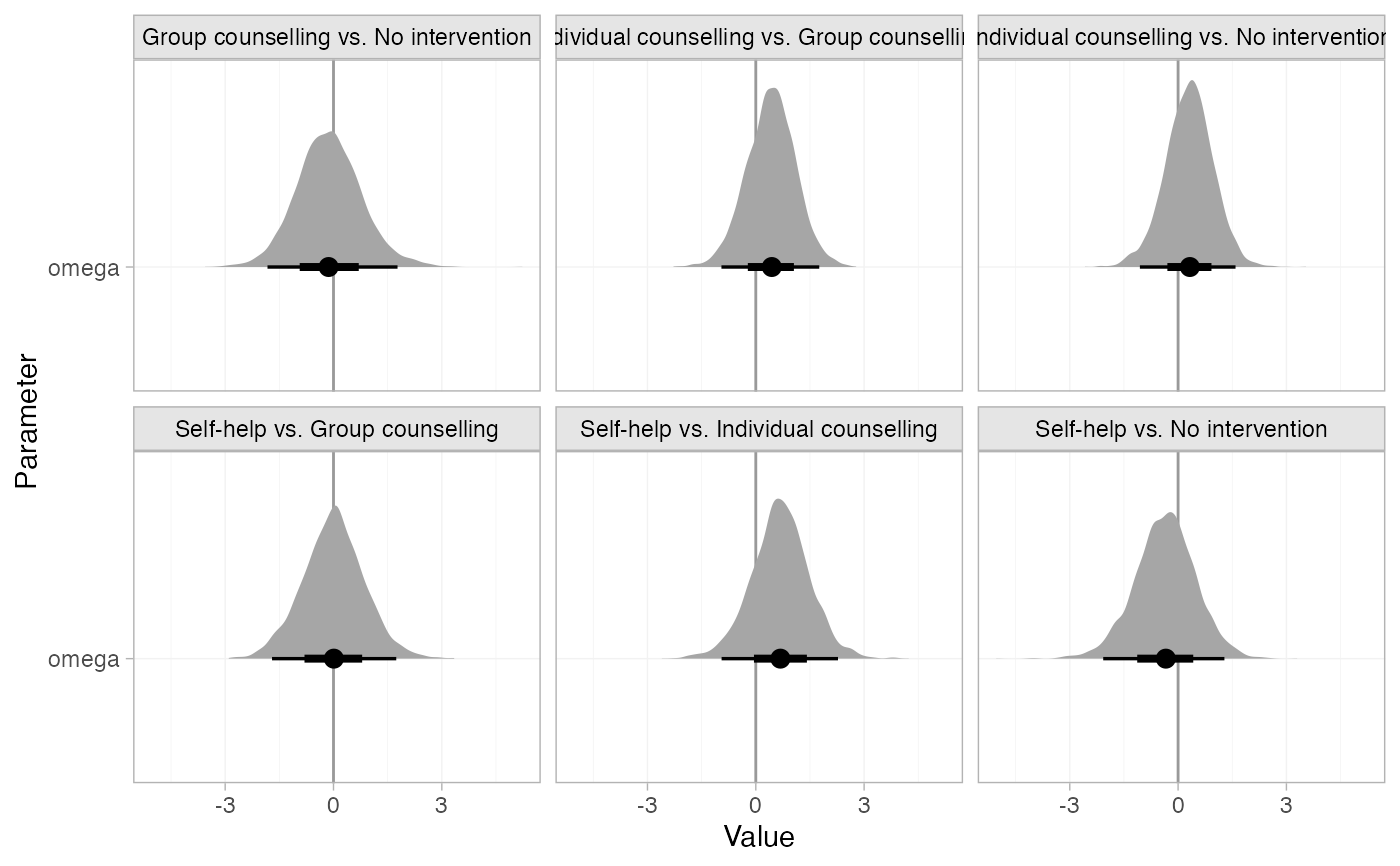 Group counselling vs. No intervention
dividual counselling vs. Group counselli
ndividual counselling vs. No intervention
omega
Parameter
Self-help vs. Group counselling
Self-help vs. Individual counselling
Self-help vs. No intervention
omega
-3 0 3
-3 0 3
-3 0 3
Value